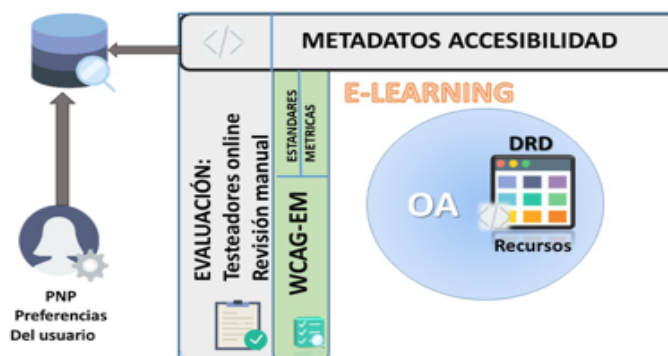 </> METADATOS ACCESIBILIDAD
E-LEARNING
EVALUACIÓN:
Testeadores online
Revisión manual
ESTANDARES
METRICAS
WCAG-EM
DRD
OA
</>
Recursos
PNP
Preferencias
Del usuario